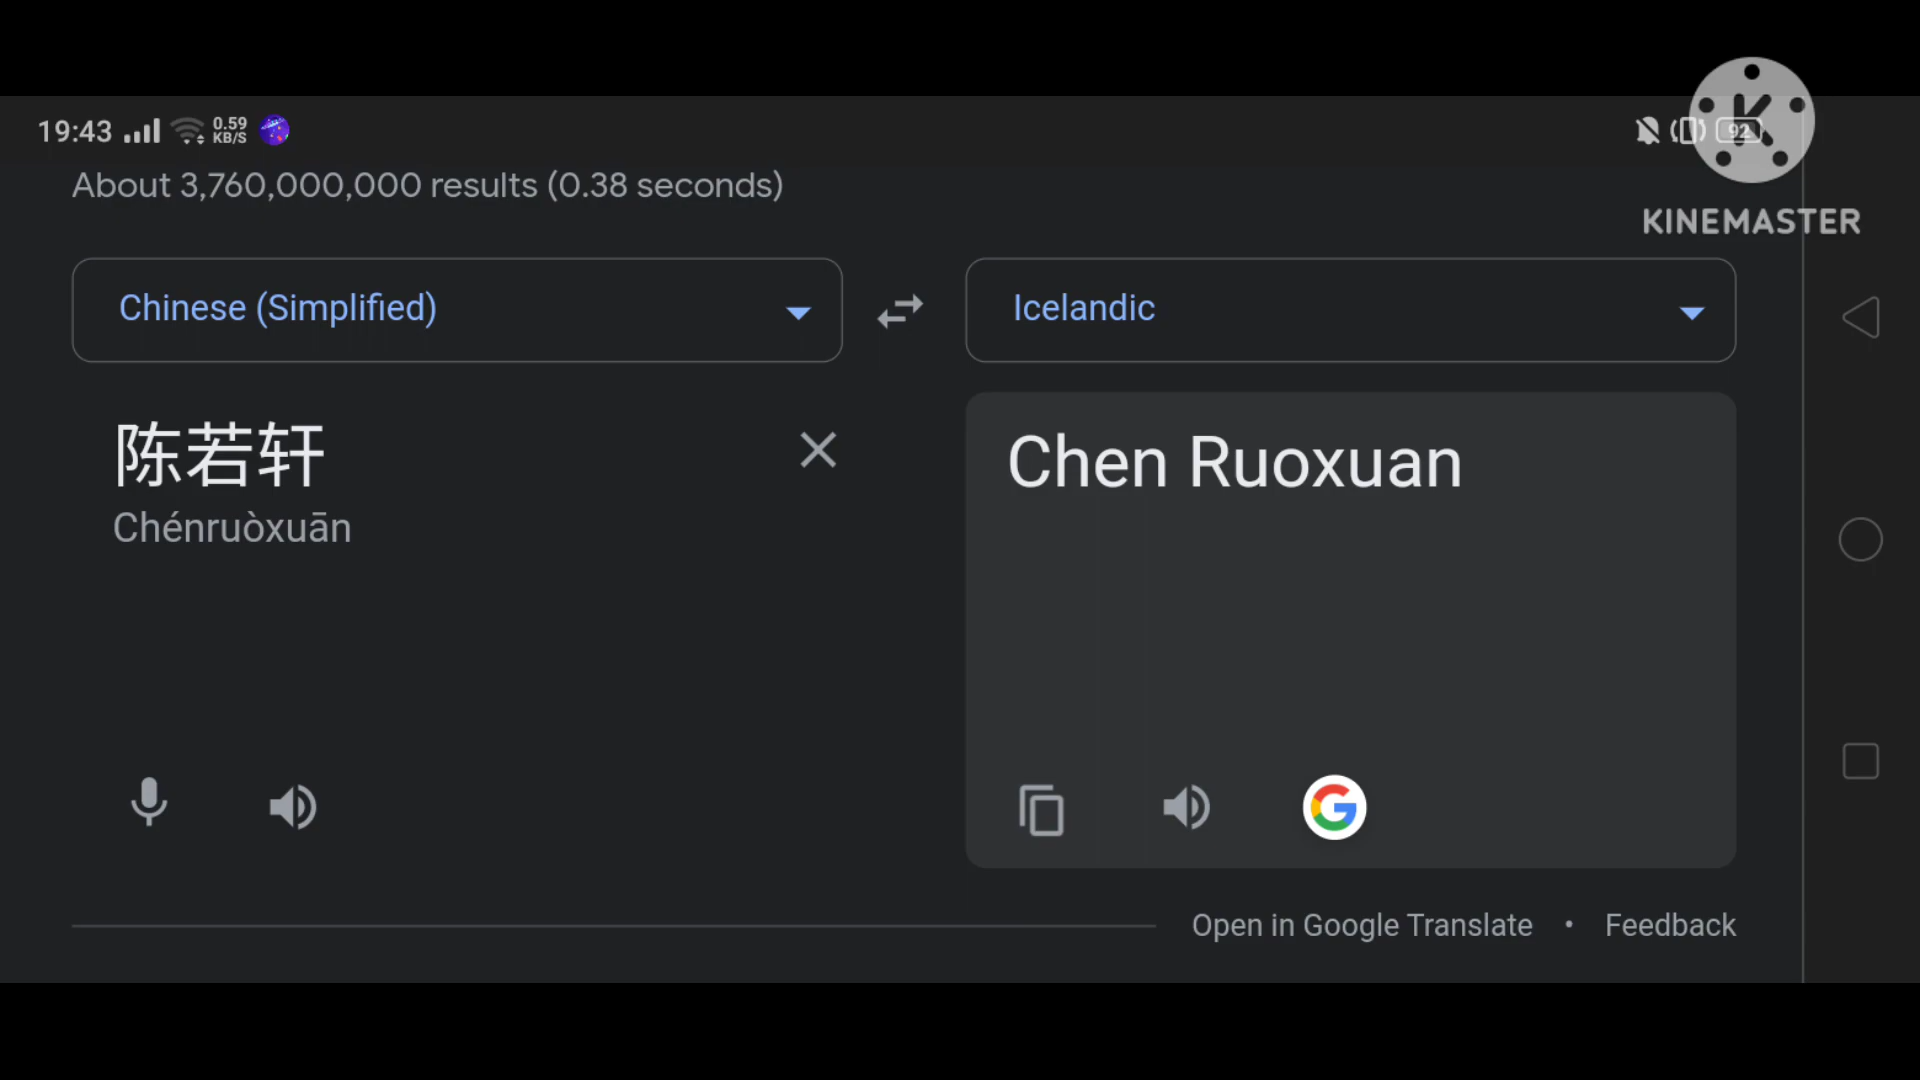 19:43 0.59 KB/S 92
About 3,760,000,000 results (0.38 seconds)
KINEMASTER
Chinese (Simplified) Icelandic
陈若轩 Chen Ruoxuan
Chénruòxuān
Open in Google Translate • Feedback